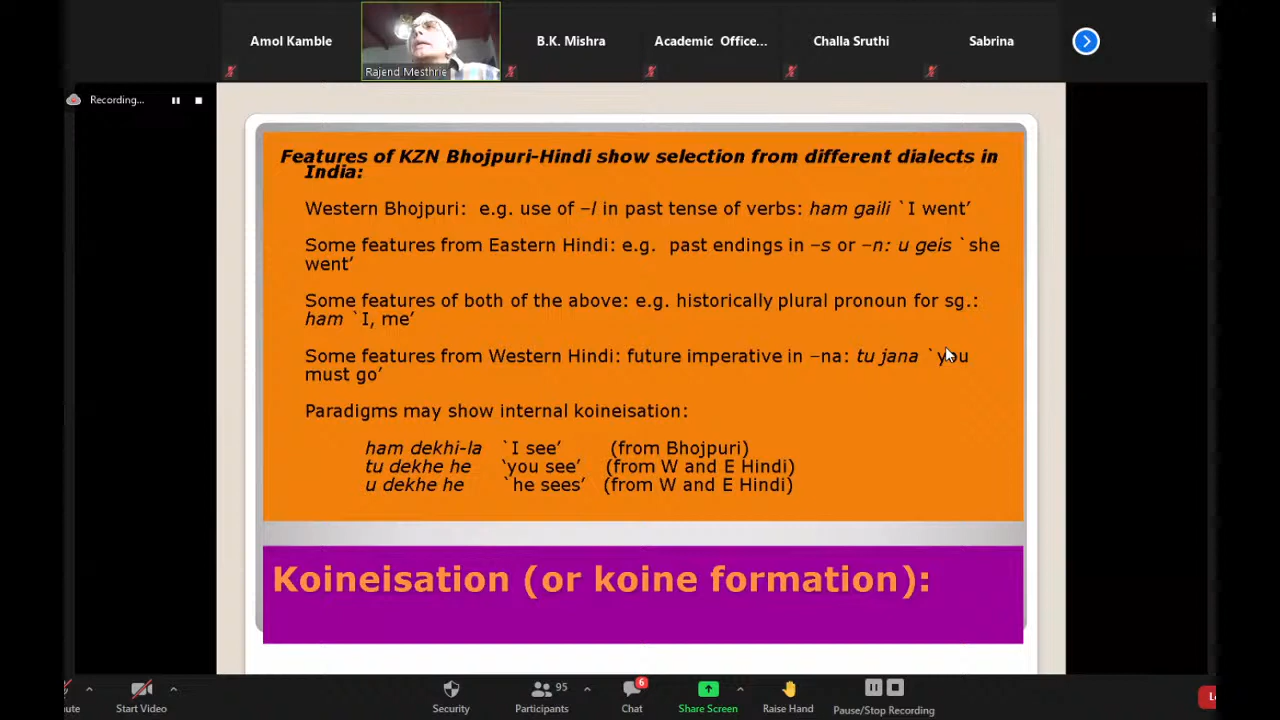 Amol Kamble
Rajend Mesthrie
B.K. Mishra
Academic Office...
Challa Sruthi
Sabrina
Recording...
Features of KZN Bhojpuri-Hindi show selection from different dialects in
India:
Western Bhojpuri: e.g. use of –l in past tense of verbs: ham gaili `I went’
Some features from Eastern Hindi: e.g. past endings in –s or –n: u geis `she
went’
Some features of both of the above: e.g. historically plural pronoun for sg.:
ham `I, me’
Some features from Western Hindi: future imperative in –na: tu jana `you
must go’
Paradigms may show internal koineisation:
ham dekhi-la `I see’ (from Bhojpuri)
tu dekhe he ‘you see’ (from W and E Hindi)
u dekhe he `he sees’ (from W and E Hindi)
Koineisation (or koine formation):
ute
Start Video
Security
95
Participants
6
Chat
Share Screen
Raise Hand
Pause/Stop Recording